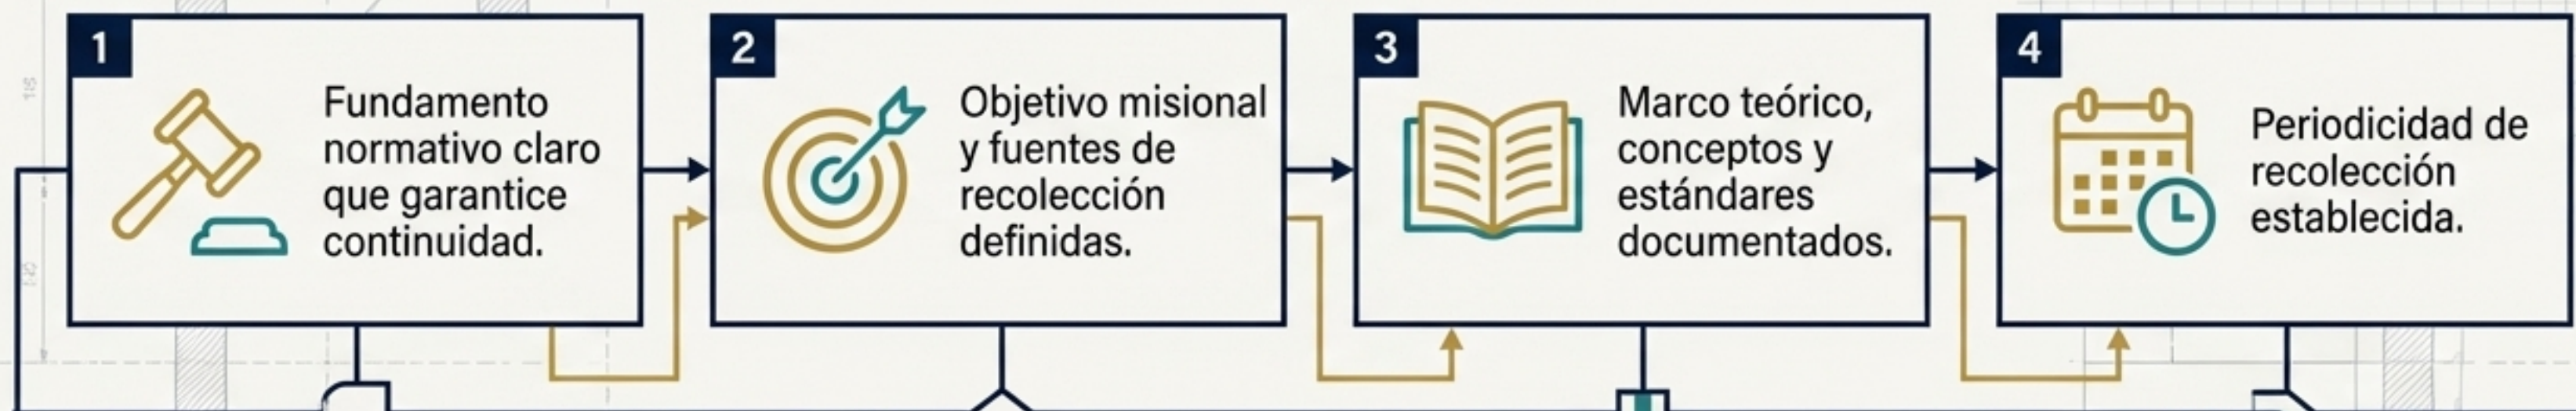 1
Fundamento
normativo claro
que garantice
continuidad.
2
Objetivo misional
y fuentes de
recolección
definidas.
3
Marco teórico,
conceptos y
estándares
documentados.
4
Periodicidad de
recolección
establecida.